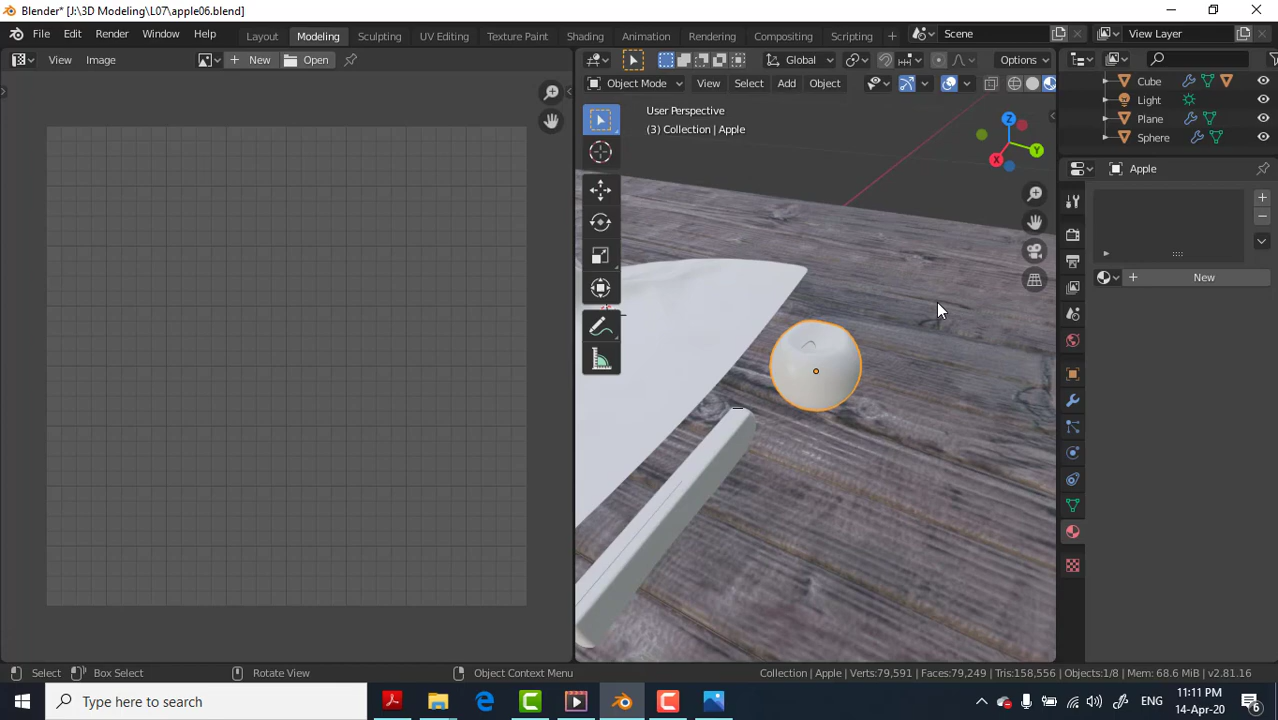 Blender* [J:\3D Modeling\L07\apple06.blend]
File Edit Render Window Help Layout Modeling Sculpting UV Editing Texture Paint Shading Animation Rendering Compositing Scripting Scene View Layer
View Image New Open Global Options
Object Mode View Select Add Object
Cube
Light
Plane
Sphere
User Perspective
(3) Collection | Apple
Z
Y
X
Apple
New
Select Box Select Rotate View Object Context Menu Collection | Apple | Verts:79,591 | Faces:79,249 | Tris:158,556 | Objects:1/8 | Mem: 68.6 MiB | v2.81.16
Type here to search
ENG
11:11 PM
14-Apr-20
6